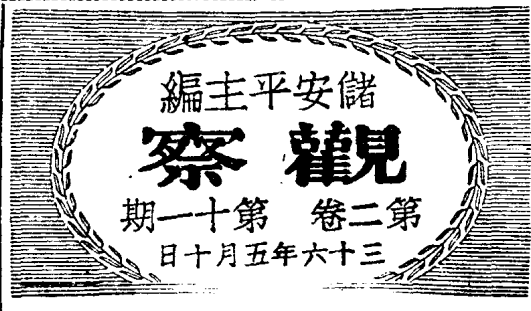 儲安平主編
觀察
第二卷 第十一期
三十六年五月十日